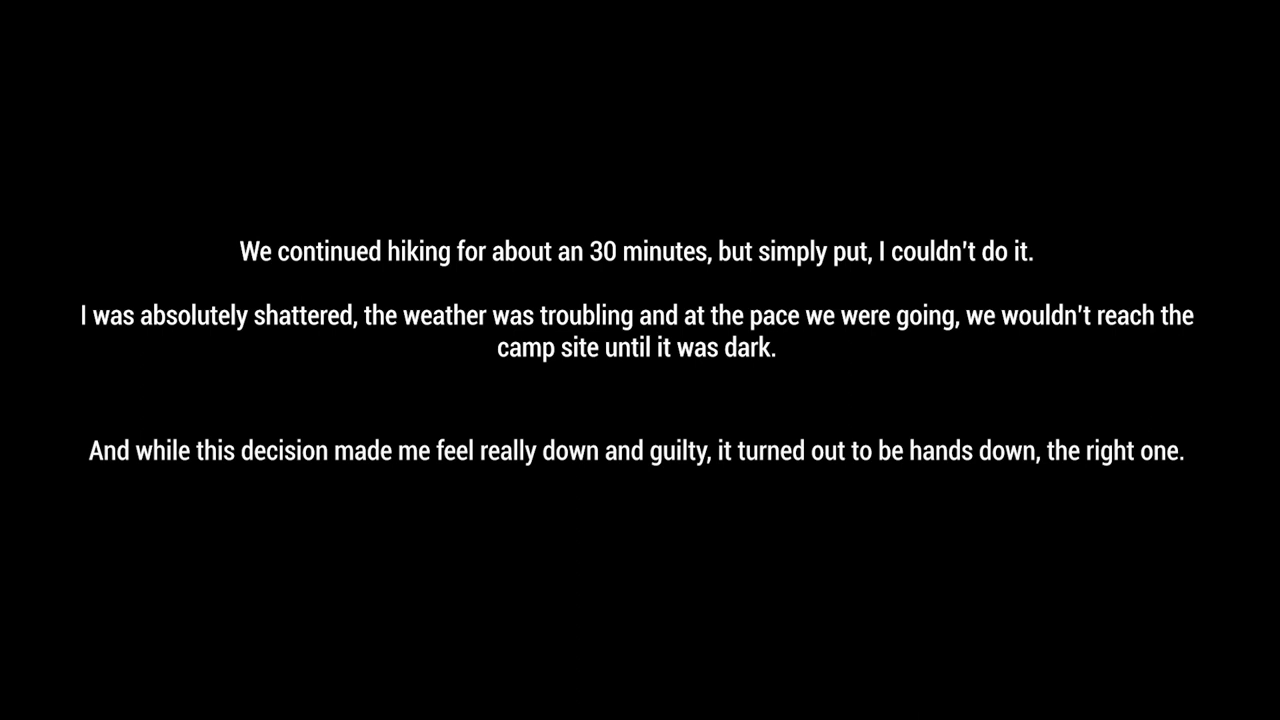 We continued hiking for about an 30 minutes, but simply put, I couldn't do it.
I was absolutely shattered, the weather was troubling and at the pace we were going, we wouldn't reach the
camp site until it was dark.
And while this decision made me feel really down and guilty, it turned out to be hands down, the right one.